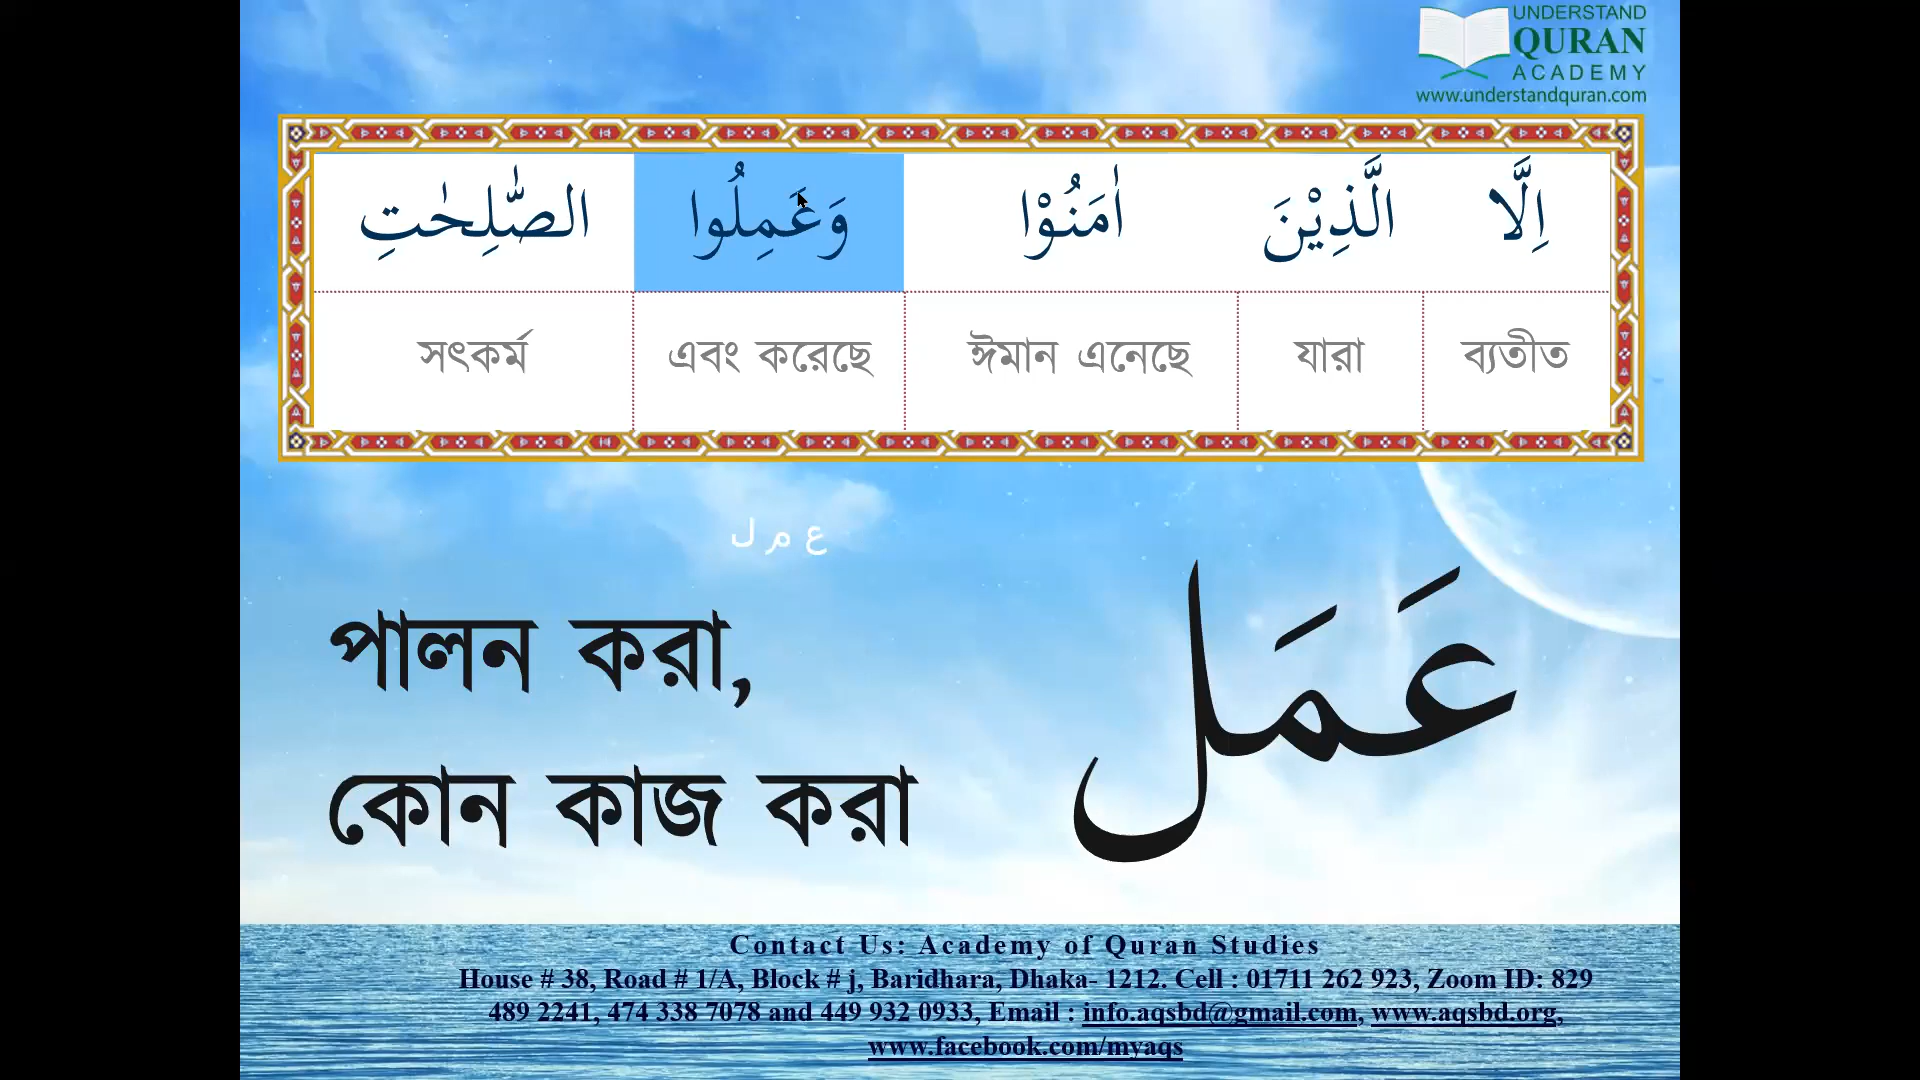 UNDERSTAND
QURAN
ACADEMY
www.understandquran.com
اِلَّا الَّذِيْنَ اٰمَنُوْا وَعَمِلُوا الصّٰلِحٰتِ
ব্যতীত যারা ঈমান এনেছে এবং করেছে সৎকর্ম
ع م ل
عَمَل
পালন করা,
কোন কাজ করা
Contact Us: Academy of Quran Studies
House # 38, Road # 1/A, Block # j, Baridhara, Dhaka- 1212. Cell : 01711 262 923, Zoom ID: 829
489 2241, 474 338 7078 and 449 932 0933, Email : info.aqsbd@gmail.com, www.aqsbd.org,
www.facebook.com/myaqs